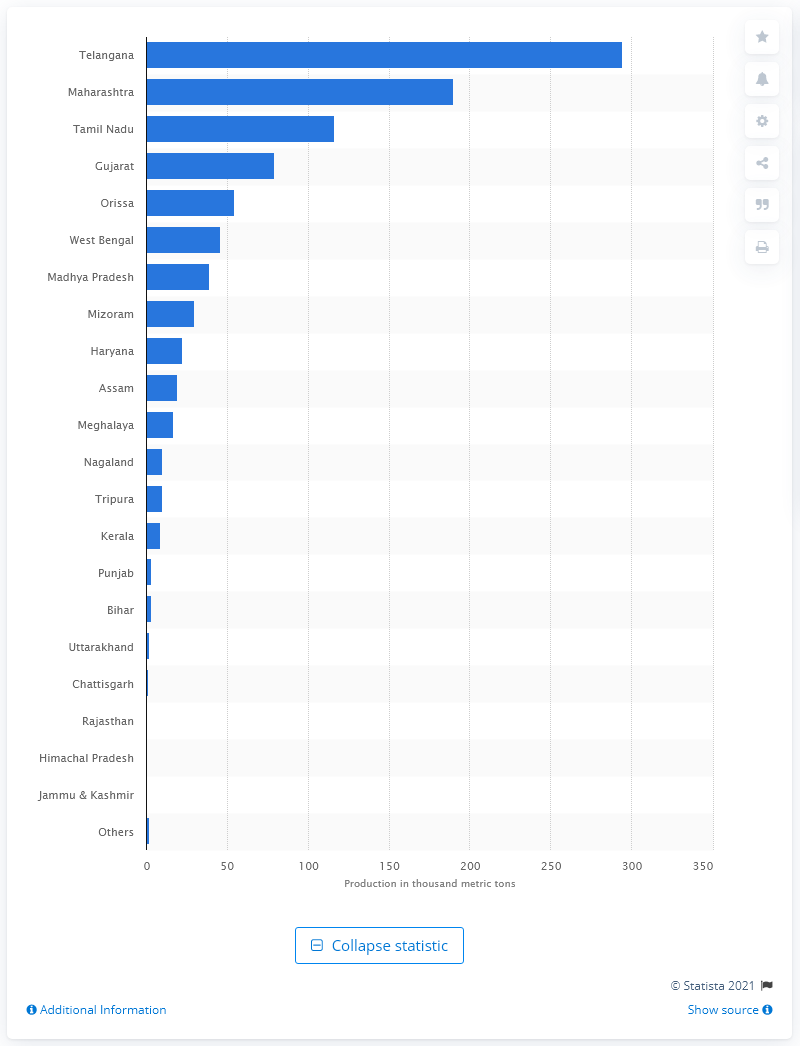 Telangana
Maharashtra
Tamil Nadu
Gujarat
Orissa
West Bengal
Madhya Pradesh
Mizoram
Haryana
Assam
Meghalaya
Nagaland
Tripura
Kerala
Punjab
Bihar
Uttarakhand
Chattisgarh
Rajasthan
Himachal Pradesh
Jammu & Kashmir
Others
0 50 100 150 200 250 300 350
Production in thousand metric tons
Collapse statistic
© Statista 2021
Additional Information
Show source